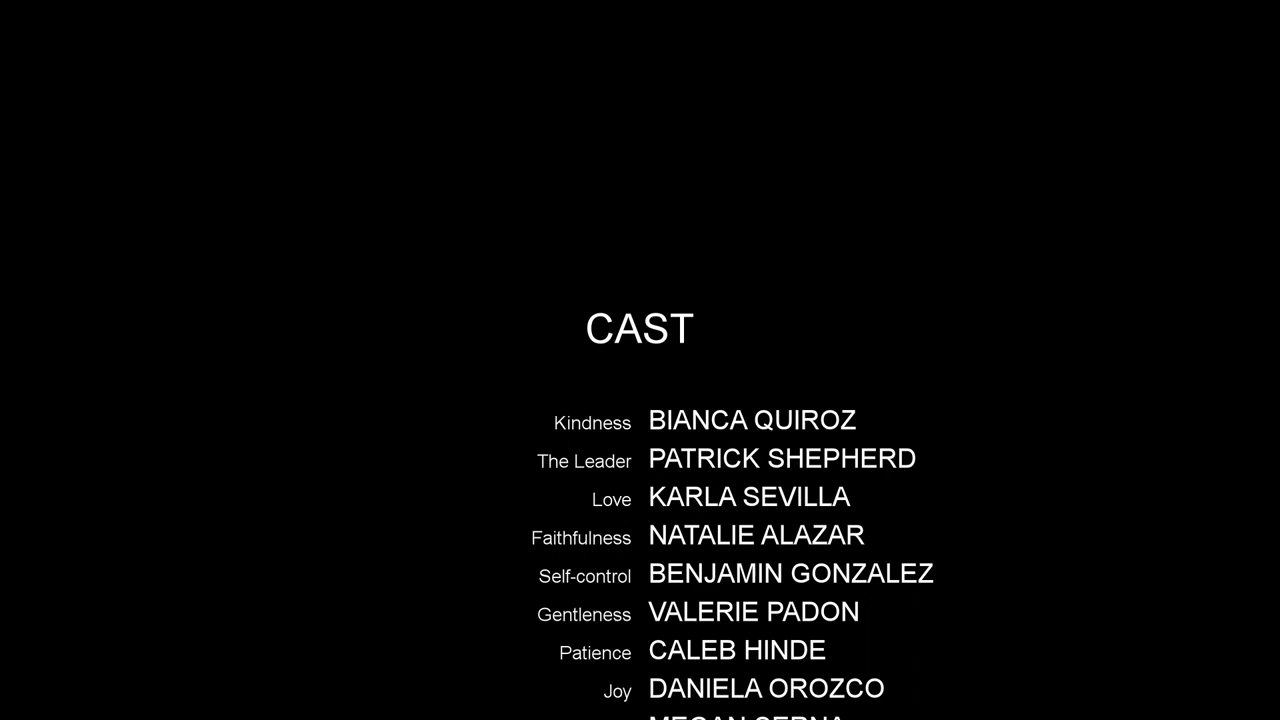 CAST
Kindness BIANCA QUIROZ
The Leader PATRICK SHEPHERD
Love KARLA SEVILLA
Faithfulness NATALIE ALAZAR
Self-control BENJAMIN GONZALEZ
Gentleness VALERIE PADON
Patience CALEB HINDE
Joy DANIELA OROZCO